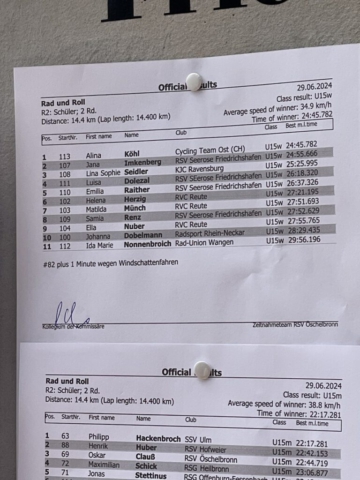 Official ults
29.06.2024
Rad und Roll
Class result: U15w
R2: Schüler; 2 Rd.
Average speed of winner: 34.9 km/h
Distance: 14.4 km (Lap length: 14.400 km)
Time of winner: 24:45.782
Pos. StartNr. First name Name Club Class Best m.l.time
1 113 Alina Köhl Cycling Team Ost (CH) U15w 24:45.782
2 107 Jana Imkenberg RSV Seerose Friedrichshafen U15w 24:55.666
3 108 Lina Sophie Seidler KJC Ravensburg U15w 25:25.995
4 111 Luisa Dolezal RSV Seerose Friedrichshafen U15w 26:18.320
5 110 Emilia Raither RSV Seerose Friedrichshafen U15w 26:37.326
6 102 Helena Herzig RVC Reute U15w 27:21.195
7 103 Matilda Münch RVC Reute U15w 27:51.693
8 109 Samia Renz RSV Seerose Friedrichshafen U15w 27:52.629
9 104 Ella Nuber RVC Reute U15w 27:55.765
10 100 Johanna Dobelmann Radsport Rhein-Neckar U15w 28:29.435
11 112 Ida Marie Nonnenbroich Rad-Union Wangen U15w 29:56.196
#82 plus 1 Minute wegen Windschattenfahren
Kollegium der Kommissäre
Zeitnahmeteam RSV Öschelbronn
Official ults
29.06.2024
Rad und Roll
Class result: U15m
R2: Schüler; 2 Rd.
Average speed of winner: 38.8 km/h
Distance: 14.4 km (Lap length: 14.400 km)
Time of winner: 22:17.281
Pos. StartNr. First name Name Club Class Best m.l.time
1 63 Philipp Hackenbroch SSV Ulm U15m 22:17.281
2 88 Henrik Huber RSV Hofweier U15m 22:42.153
3 69 Oskar Clauß RSV Öschelbronn U15m 22:44.719
4 72 Maximilian Schick RSG Heilbronn U15m 23:06.877
5 71 Jonas Stettinus